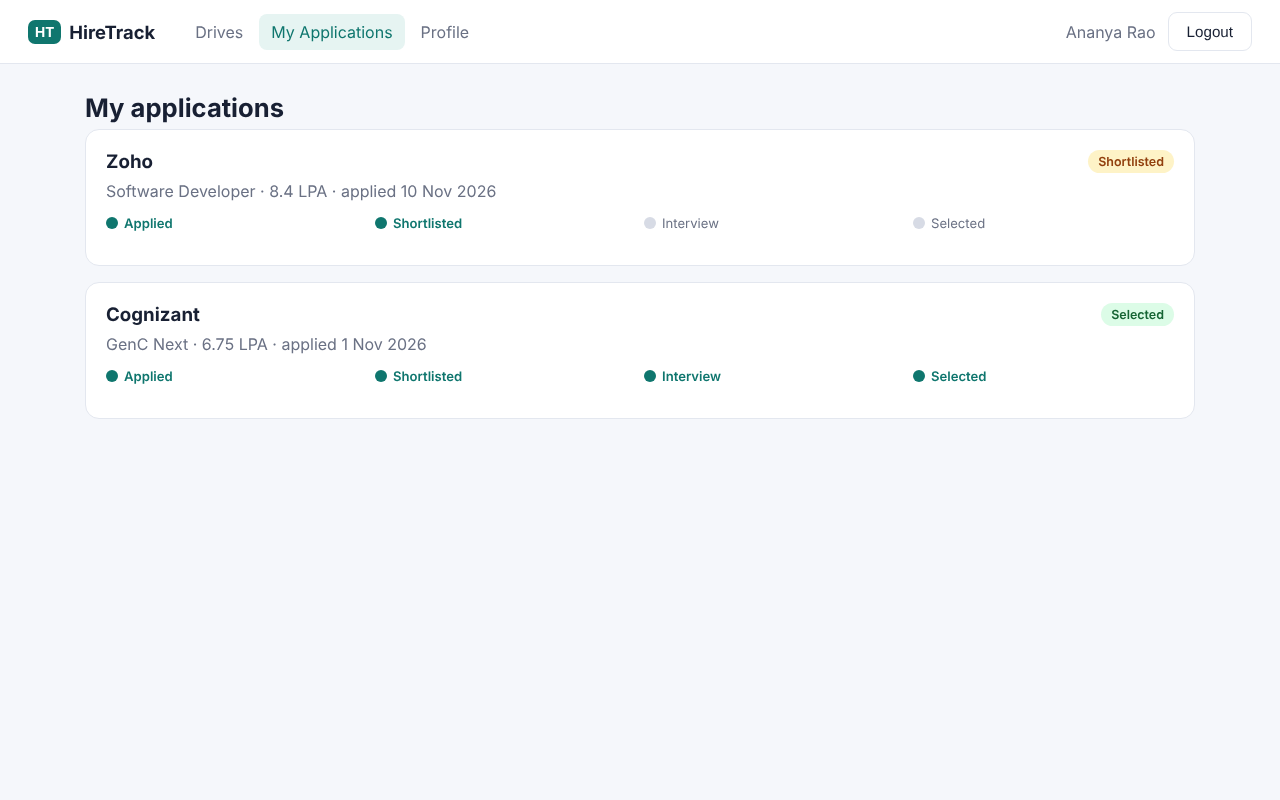 HT HireTrack Drives My Applications Profile Ananya Rao Logout
My applications
Zoho Shortlisted
Software Developer · 8.4 LPA · applied 10 Nov 2026
Applied Shortlisted Interview Selected
Cognizant Selected
GenC Next · 6.75 LPA · applied 1 Nov 2026
Applied Shortlisted Interview Selected